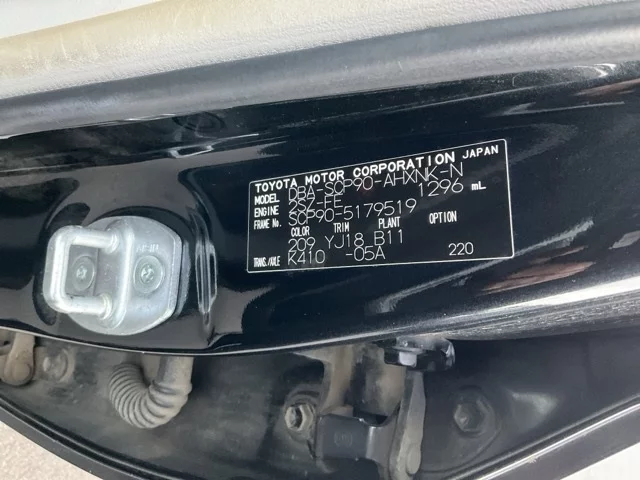 TOYOTA MOTOR CORPORATION JAPAN
MODEL DBA-SCP90-AHXNK-N
ENGINE 2SZ-FE 1296 mL
FRAME No. SCP90-5179519
COLOR TRIM PLANT OPTION
209 YJ18 B11
TRANS./AXLE K410 -05A 220